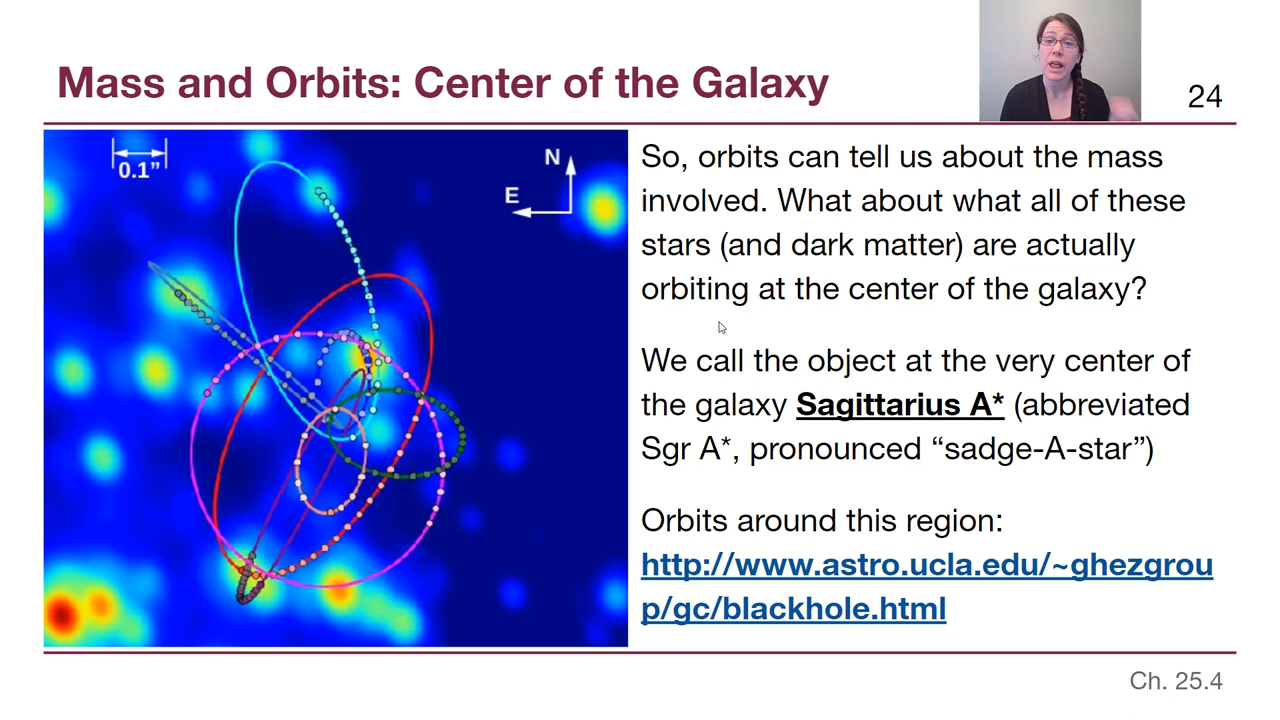 Mass and Orbits: Center of the Galaxy
24
0.1”
N
E
So, orbits can tell us about the mass
involved. What about what all of these
stars (and dark matter) are actually
orbiting at the center of the galaxy?
We call the object at the very center of
the galaxy Sagittarius A* (abbreviated
Sgr A*, pronounced “sadge-A-star”)
Orbits around this region:
http://www.astro.ucla.edu/~ghezgrou
p/gc/blackhole.html
Ch. 25.4